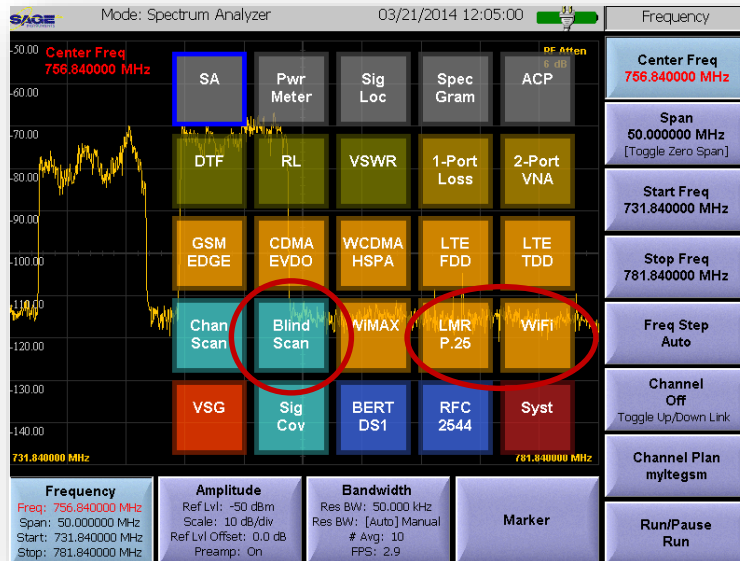 SAGE
Mode: Spectrum Analyzer
03/21/2014 12:05:00
Frequency
-50.00
Center Freq
756.840000 MHz
RF Atten
6 dB
-60.00
-70.00
-80.00
-90.00
-100.00
-110.00
-120.00
-130.00
-140.00
731.840000 MHz
781.840000 MHz
SA
Pwr
Meter
Sig
Loc
Spec
Gram
ACP
DTF
RL
VSWR
1-Port
Loss
2-Port
VNA
GSM
EDGE
CDMA
EVDO
WCDMA
HSPA
LTE
FDD
LTE
TDD
Chan
Scan
Blind
Scan
WiMAX
LMR
P.25
WiFi
VSG
Sig
Cov
BERT
DS1
RFC
2544
Syst
Center Freq
756.840000 MHz
Span
50.000000 MHz
[Toggle Zero Span]
Start Freq
731.840000 MHz
Stop Freq
781.840000 MHz
Freq Step
Auto
Channel
Off
Toggle Up/Down Link
Channel Plan
myltegsm
Run/Pause
Run
Frequency
Freq: 756.840000 MHz
Span: 50.000000 MHz
Start: 731.840000 MHz
Stop: 781.840000 MHz
Amplitude
Ref Lvl: -50 dBm
Scale: 10 dB/div
Ref Lvl Offset: 0.0 dB
Preamp: On
Bandwidth
Res BW: 50.000 kHz
Res BW: [Auto] Manual
# Avg: 10
FPS: 2.9
Marker